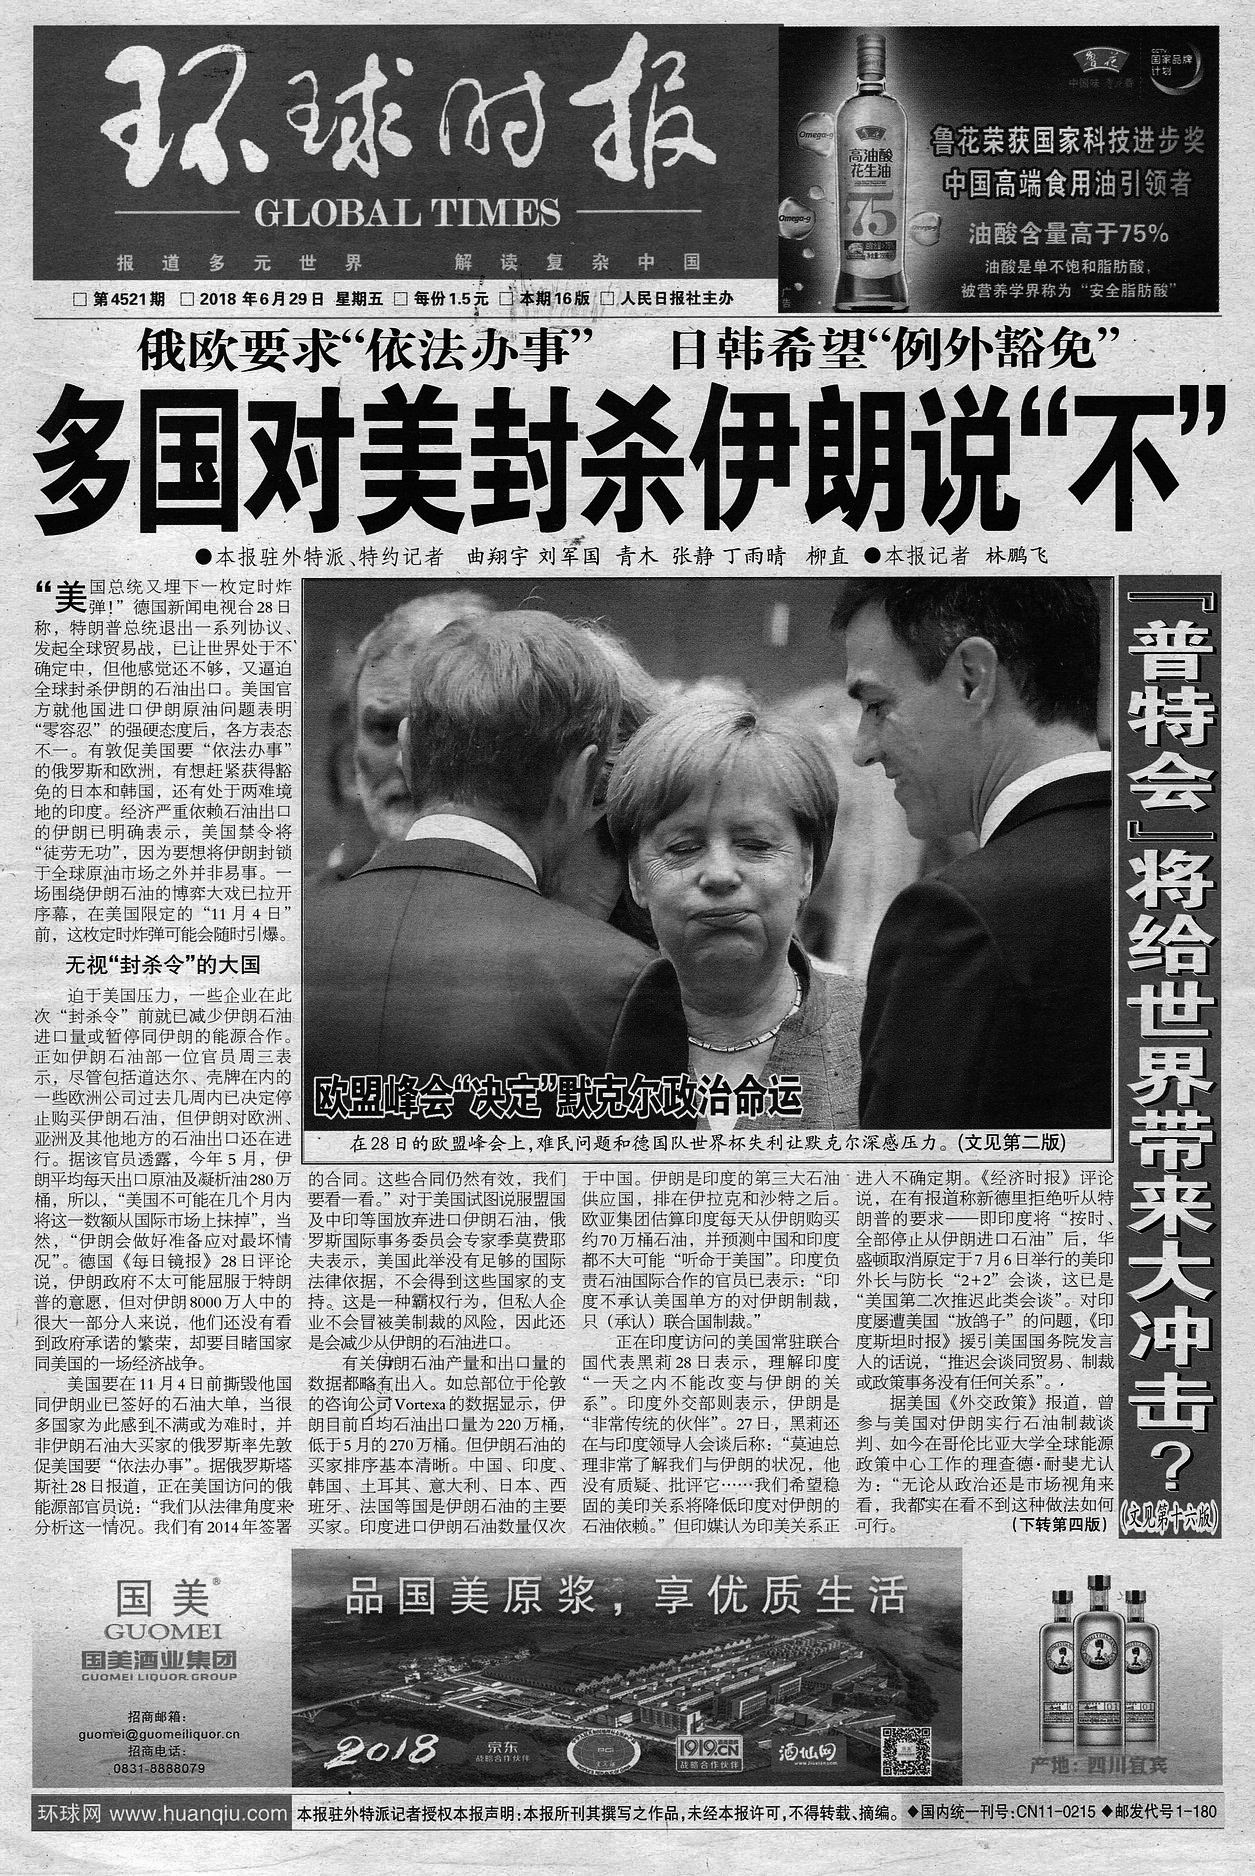 环球时报
GLOBAL TIMES
报道多元世界 解读复杂中国
鲁花
中国味
CCTV
国家品牌
计划
Omega-9
Omega-9
Omega-9
高油酸
花生油
75
鲁花荣获国家科技进步奖
中国高端食用油引领者
油酸含量高于75%
油酸是单不饱和脂肪酸，
被营养学界称为“安全脂肪酸”
广告
□第4521期 □2018年6月29日 星期五 □每份1.5元 □本期16版 □人民日报社主办
俄欧要求“依法办事” 日韩希望“例外豁免”
多国对美封杀伊朗说“不”
●本报驻外特派、特约记者 曲翔宇 刘军国 青木 张静 丁雨晴 柳直 ●本报记者 林鹏飞
“美国总统又埋下一枚定时炸
弹！”德国新闻电视台28日
称，特朗普总统退出一系列协议、
发起全球贸易战，已让世界处于不
确定中，但他感觉还不够，又逼迫
全球封杀伊朗的石油出口。美国官
方就他国进口伊朗原油问题表明
“零容忍”的强硬态度后，各方表态
不一。有敦促美国要“依法办事”
的俄罗斯和欧洲，有想赶紧获得豁
免的日本和韩国，还有处于两难境
地的印度。经济严重依赖石油出口
的伊朗已明确表示，美国禁令将
“徒劳无功”，因为要想将伊朗封锁
于全球原油市场之外并非易事。一
场围绕伊朗石油的博弈大戏已拉开
序幕，在美国限定的“11月4日”
前，这枚定时炸弹可能会随时引爆。
无视“封杀令”的大国
迫于美国压力，一些企业在此
次“封杀令”前就已减少伊朗石油
进口量或暂停同伊朗的能源合作。
正如伊朗石油部一位官员周三表
示，尽管包括道达尔、壳牌在内的
一些欧洲公司过去几周内已决定停
止购买伊朗石油，但伊朗对欧洲、
亚洲及其他地方的石油出口还在进
行。据该官员透露，今年5月，伊
朗平均每天出口原油及凝析油280万
桶，所以，“美国不可能在几个月内
将这一数额从国际市场上抹掉”，当
然，“伊朗会做好准备应对最坏情
况”。德国《每日镜报》28日评论
说，伊朗政府不太可能屈服于特朗
普的意愿，但对伊朗8000万人中的
很大一部分人来说，他们还没有看
到政府承诺的繁荣，却要目睹国家
同美国的一场经济战争。
美国要在11月4日前撕毁他国
同伊朗业已签好的石油大单，当很
多国家为此感到不满或为难时，并
非伊朗石油大买家的俄罗斯率先敦
促美国要“依法办事”。据俄罗斯塔
斯社28日报道，正在美国访问的俄
能源部官员说：“我们从法律角度来
分析这一情况。我们有2014年签署
欧盟峰会“决定”默克尔政治命运
在28日的欧盟峰会上，难民问题和德国队世界杯失利让默克尔深感压力。(文见第二版)
的合同。这些合同仍然有效，我们
要看一看。”对于美国试图说服盟国
及中印等国放弃进口伊朗石油，俄
罗斯国际事务委员会专家季莫费耶
夫表示，美国此举没有足够的国际
法律依据，不会得到这些国家的支
持。这是一种霸权行为，但私人企
业不会冒被美制裁的风险，因此还
是会减少从伊朗的石油进口。
有关伊朗石油产量和出口量的
数据都略有出入。如总部位于伦敦
的咨询公司Vortexa的数据显示，伊
朗目前日均石油出口量为220万桶，
低于5月的270万桶。但伊朗石油的
买家排序基本清晰。中国、印度、
韩国、土耳其、意大利、日本、西
班牙、法国等国是伊朗石油的主要
买家。印度进口伊朗石油数量仅次
于中国。伊朗是印度的第三大石油
供应国，排在伊拉克和沙特之后。
欧亚集团估算印度每天从伊朗购买
约70万桶石油，并预测中国和印度
都不大可能“听命于美国”。印度负
责石油国际合作的官员已表示：“印
度不承认美国单方的对伊朗制裁，
只（承认）联合国制裁。”
正在印度访问的美国常驻联合
国代表黑莉28日表示，理解印度
“一天之内不能改变与伊朗的关
系”。印度外交部则表示，伊朗是
“非常传统的伙伴”。27日，黑莉还
在与印度领导人会谈后称：“莫迪总
理非常了解我们与伊朗的状况，他
没有质疑、批评它……我们希望稳
固的美印关系将降低印度对伊朗的
石油依赖。”但印媒认为印美关系正
进入不确定期。《经济时报》评论
说，在有报道称新德里拒绝听从特
朗普的要求——即印度将“按时、
全部停止从伊朗进口石油”后，华
盛顿取消原定于7月6日举行的美印
外长与防长“2+2”会谈，这已是
“美国第二次推迟此类会谈”。对印
度屡遭美国“放鸽子”的问题，《印
度斯坦时报》援引美国国务院发言
人的话说，“推迟会谈同贸易、制裁
或政策事务没有任何关系”。
据美国《外交政策》报道，曾
参与美国对伊朗实行石油制裁谈
判、如今在哥伦比亚大学全球能源
政策中心工作的理查德·耐斐尤认
为：“无论从政治还是市场视角来
看，我都实在看不到这种做法如何
可行。 (下转第四版)
『普特会』将给世界带来大冲击？
(文见第十六版)
国美®
GUOMEI
国美酒业集团
GUOMEI LIQUOR GROUP
招商邮箱：
guomei@guomeiliquor.cn
招商电话：
0831-8888079
品国美原浆，享优质生活
2018
京东
战略合作伙伴
1919.CN
战略合作伙伴
酒仙网
产地：四川宜宾
环球网 www.huanqiu.com
本报驻外特派记者授权本报声明：本报所刊其撰写之作品，未经本报许可，不得转载、摘编。 ◆国内统一刊号：CN11-0215 ◆邮发代号1-180